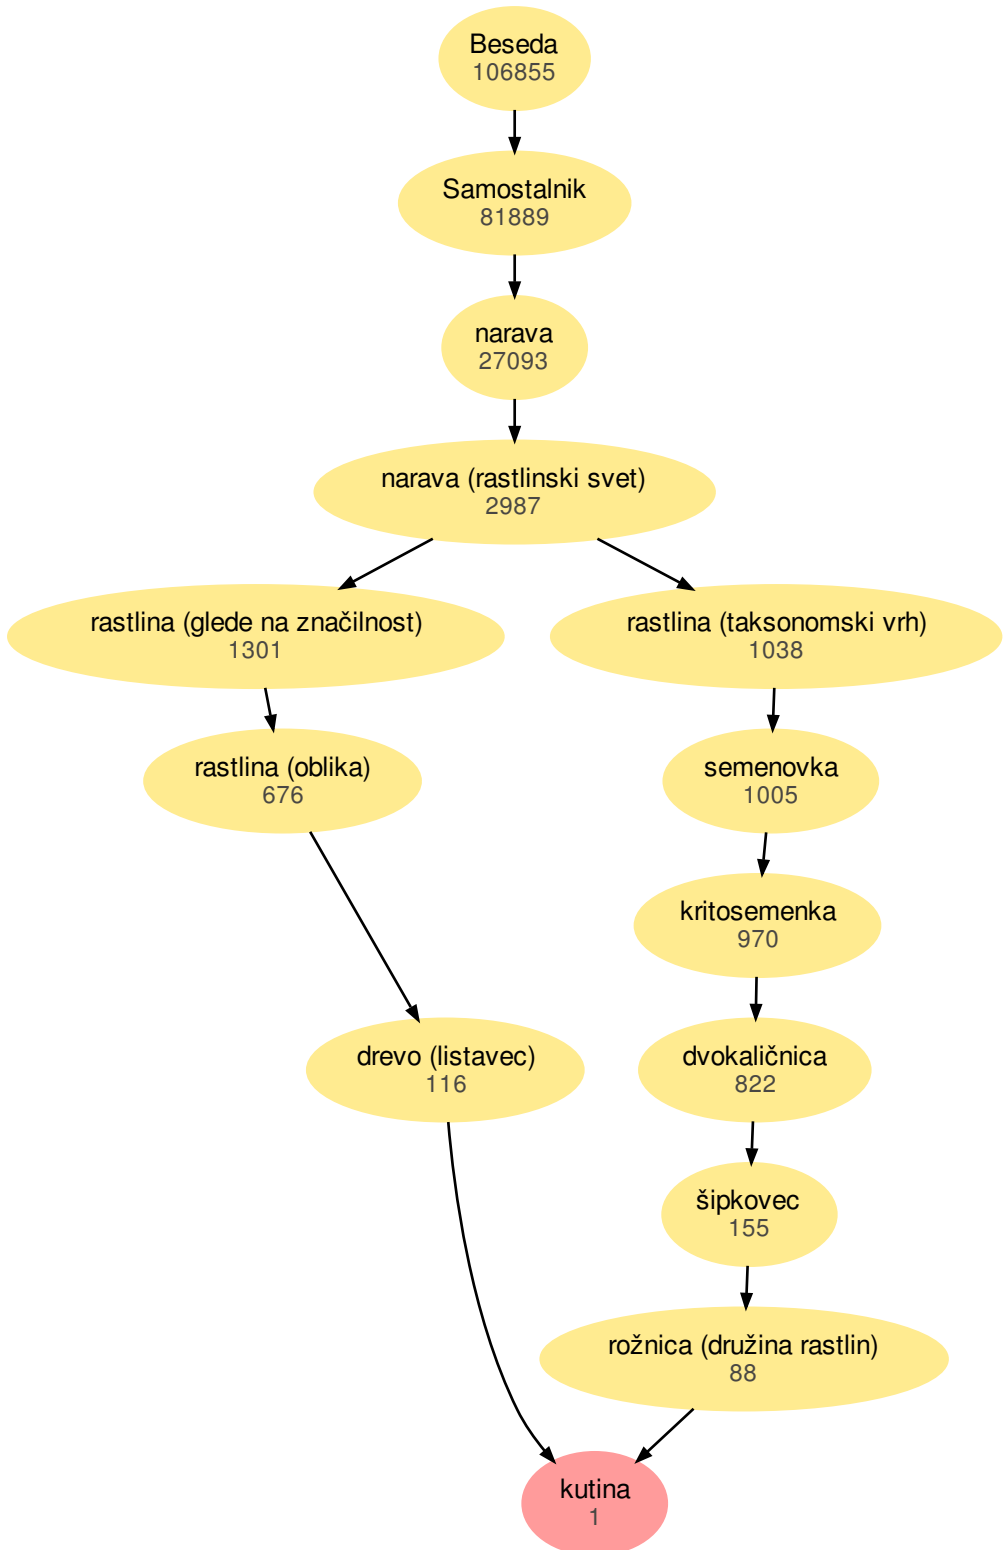 Beseda
106855
Samostalnik
81889
narava
27093
narava (rastlinski svet)
2987
rastlina (glede na značilnost)
1301
rastlina (taksonomski vrh)
1038
rastlina (oblika)
676
semenovka
1005
kritosemenka
970
drevo (listavec)
116
dvokaličnica
822
šipkovec
155
rožnica (družina rastlin)
88
kutina
1